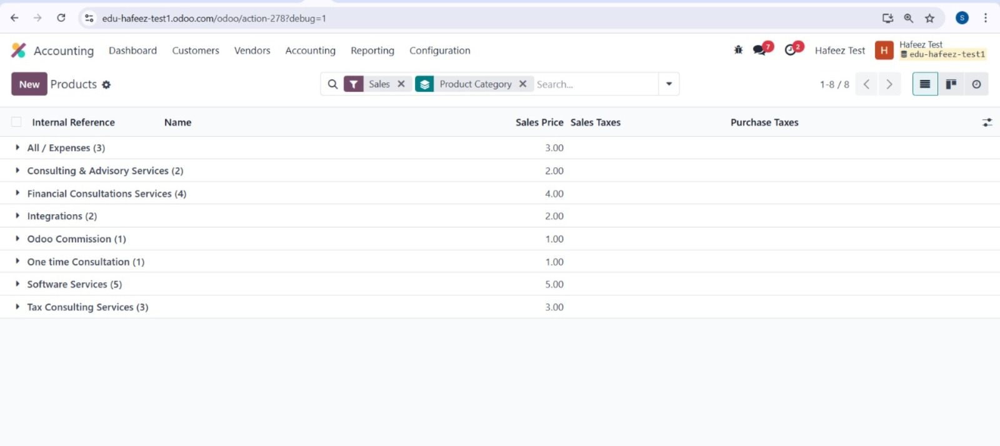 edu-hafeez-test1.odoo.com/odoo/action-278?debug=1
S
Accounting Dashboard Customers Vendors Accounting Reporting Configuration
7 2 Hafeez Test H Hafeez Test
edu-hafeez-test1
New Products Sales Product Category Search... 1-8 / 8
Internal Reference Name Sales Price Sales Taxes Purchase Taxes
All / Expenses (3) 3.00
Consulting & Advisory Services (2) 2.00
Financial Consultations Services (4) 4.00
Integrations (2) 2.00
Odoo Commission (1) 1.00
One time Consultation (1) 1.00
Software Services (5) 5.00
Tax Consulting Services (3) 3.00